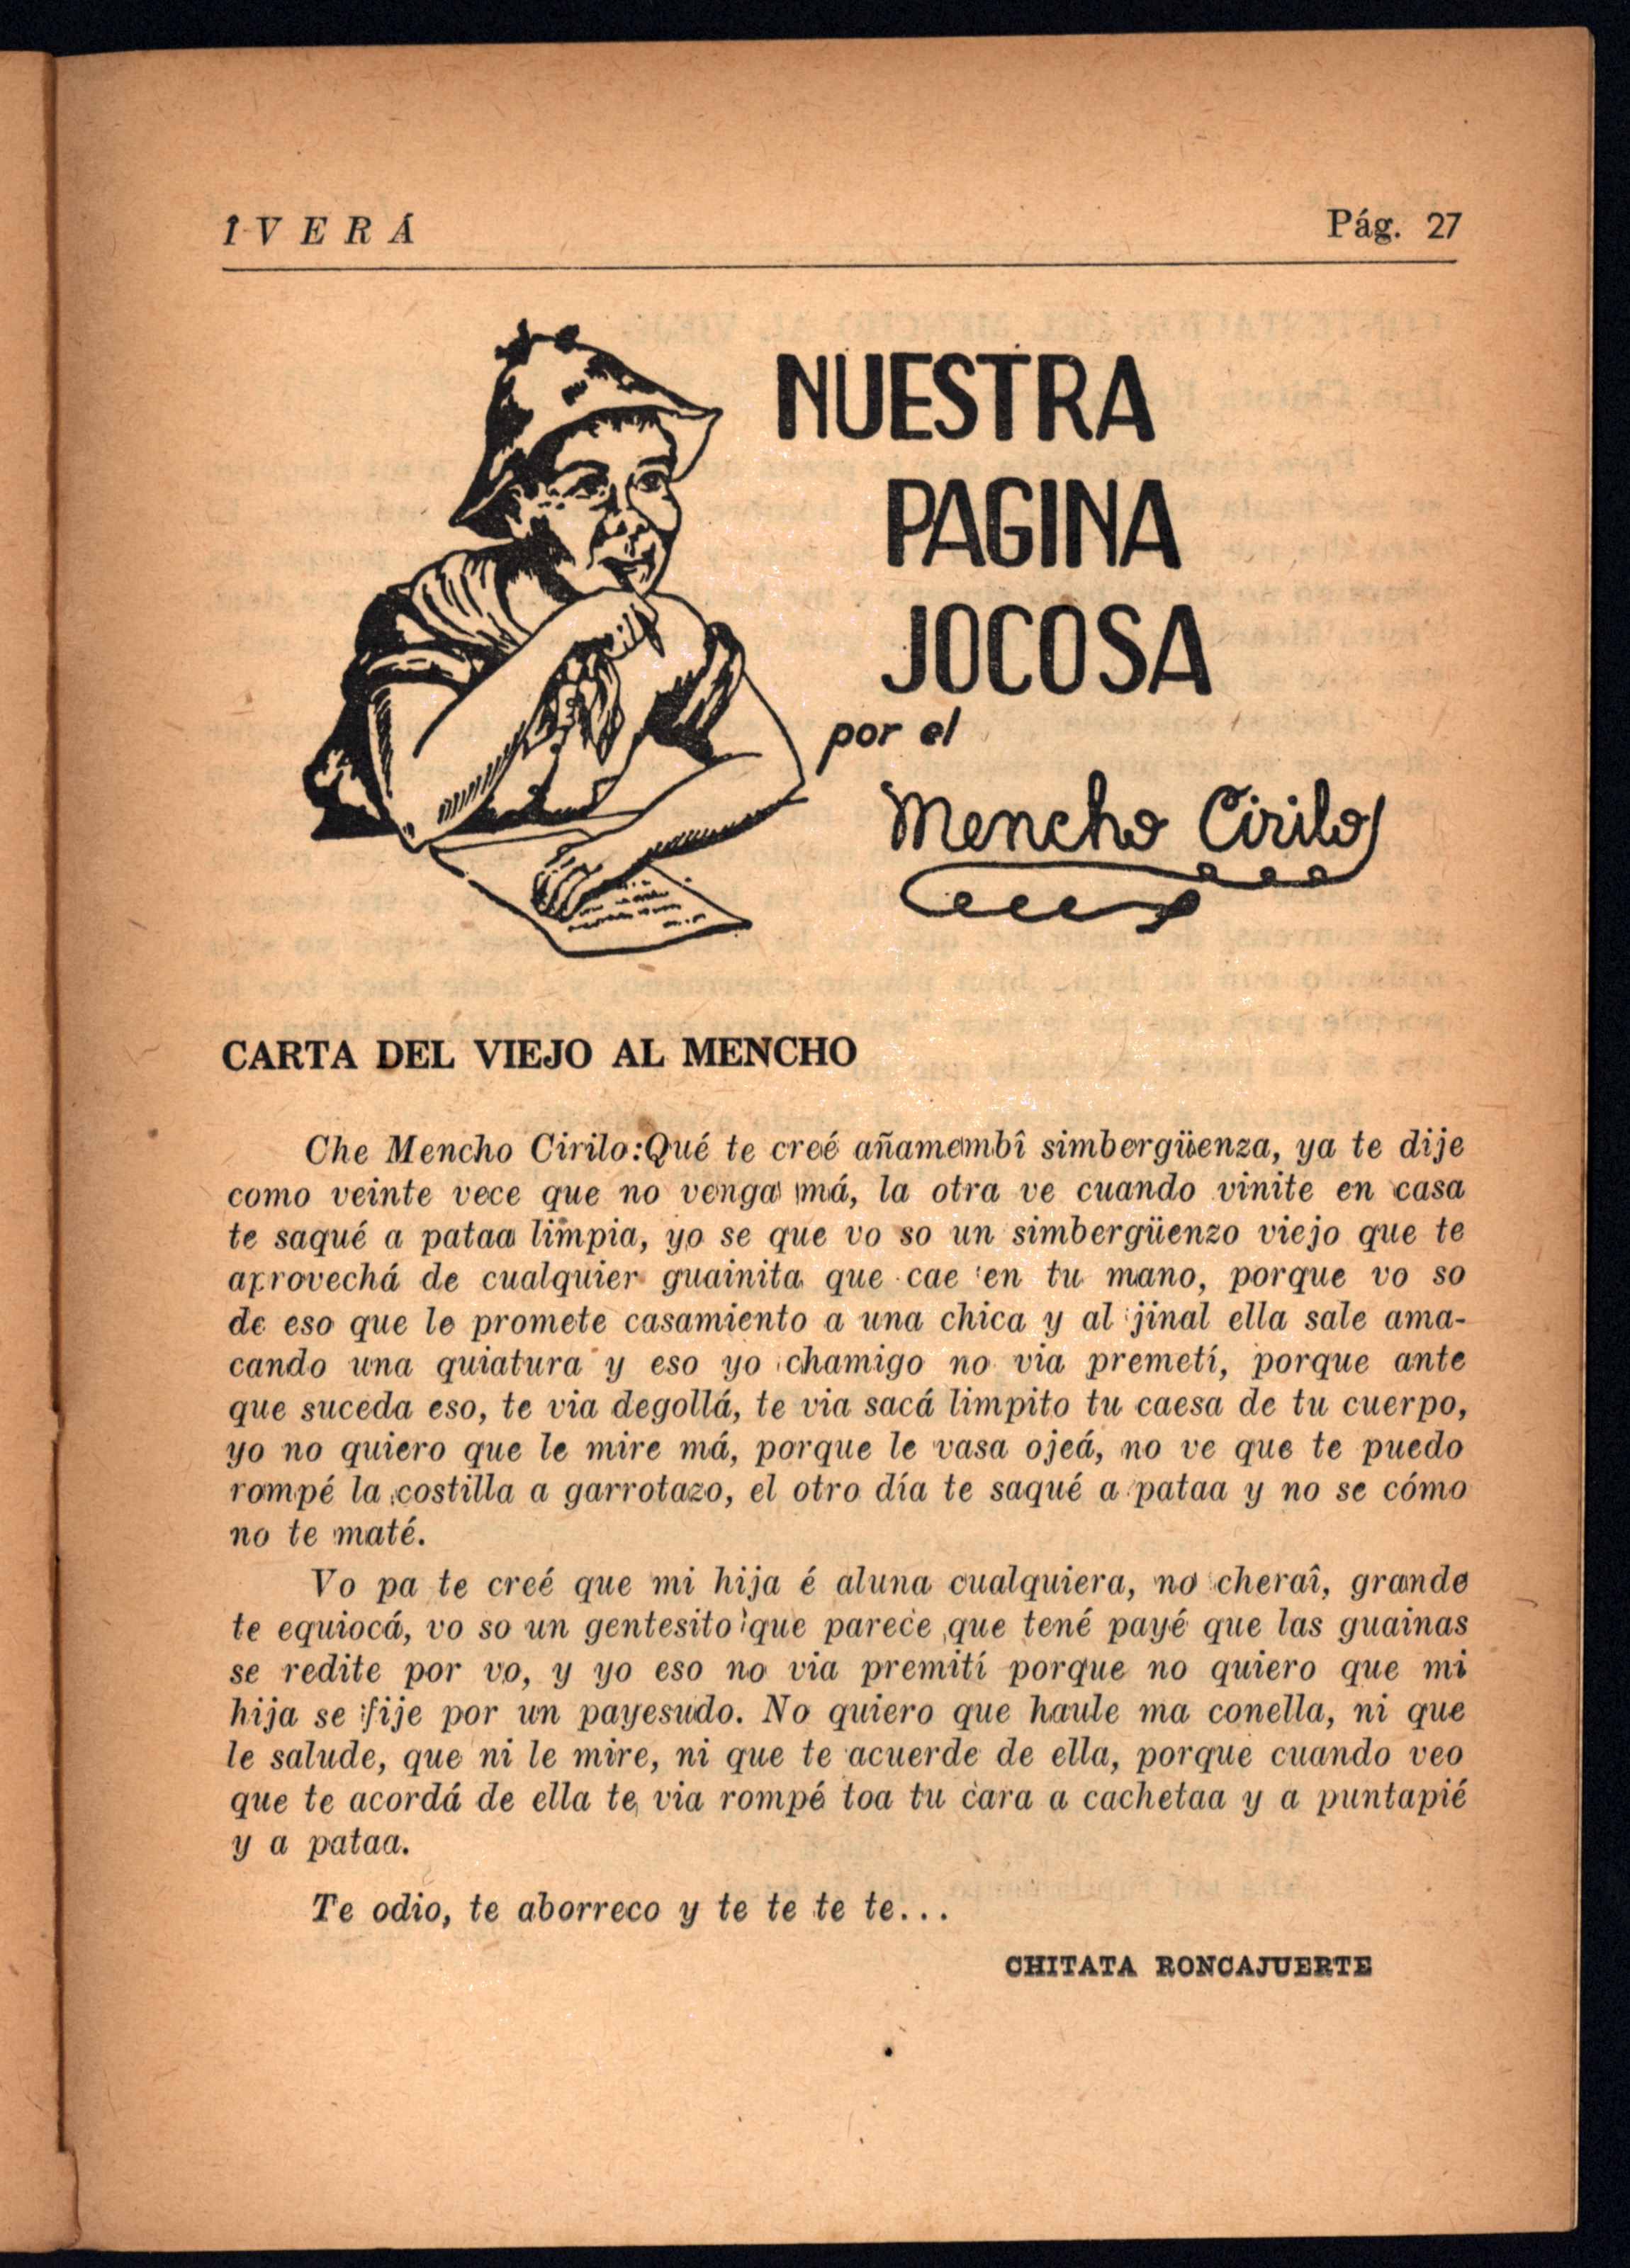 ÎVERÁ
Pág. 27
NUESTRA
PAGINA
JOCOSA
por el
Mencho Cirilo
CARTA DEL VIEJO AL MENCHO
Che Mencho Cirilo:Qué te creé añamembî simbergüenza, ya te dije
como veinte vece que no venga má, la otra ve cuando vinite en casa
te saqué a pataa limpia, yo se que vo so un simbergüenzo viejo que te
aprovechá de cualquier guainita que cae en tu mano, porque vo so
de eso que le promete casamiento a una chica y al jinal ella sale ama-
cando una quiatura y eso yo chamigo no via premetí, porque ante
que suceda eso, te via degollá, te via sacá limpito tu caesa de tu cuerpo,
yo no quiero que le mire má, porque le vasa ojeá, no ve que te puedo
rompé la costilla a garrotazo, el otro día te saqué a pataa y no se cómo
no te maté.
Vo pa te creé que mi hija é aluna cualquiera, no cheraî, grande
te equiocá, vo so un gentesito que parece que tené payé que las guainas
se redite por vo, y yo eso no via premití porque no quiero que mi
hija se fije por un payesudo. No quiero que haule ma conella, ni que
le salude, que ni le mire, ni que te acuerde de ella, porque cuando veo
que te acordá de ella te via rompé toa tu cara a cachetaa y a puntapié
y a pataa.
Te odio, te aborreco y te te te te...
CHITATA RONCAJUERTE